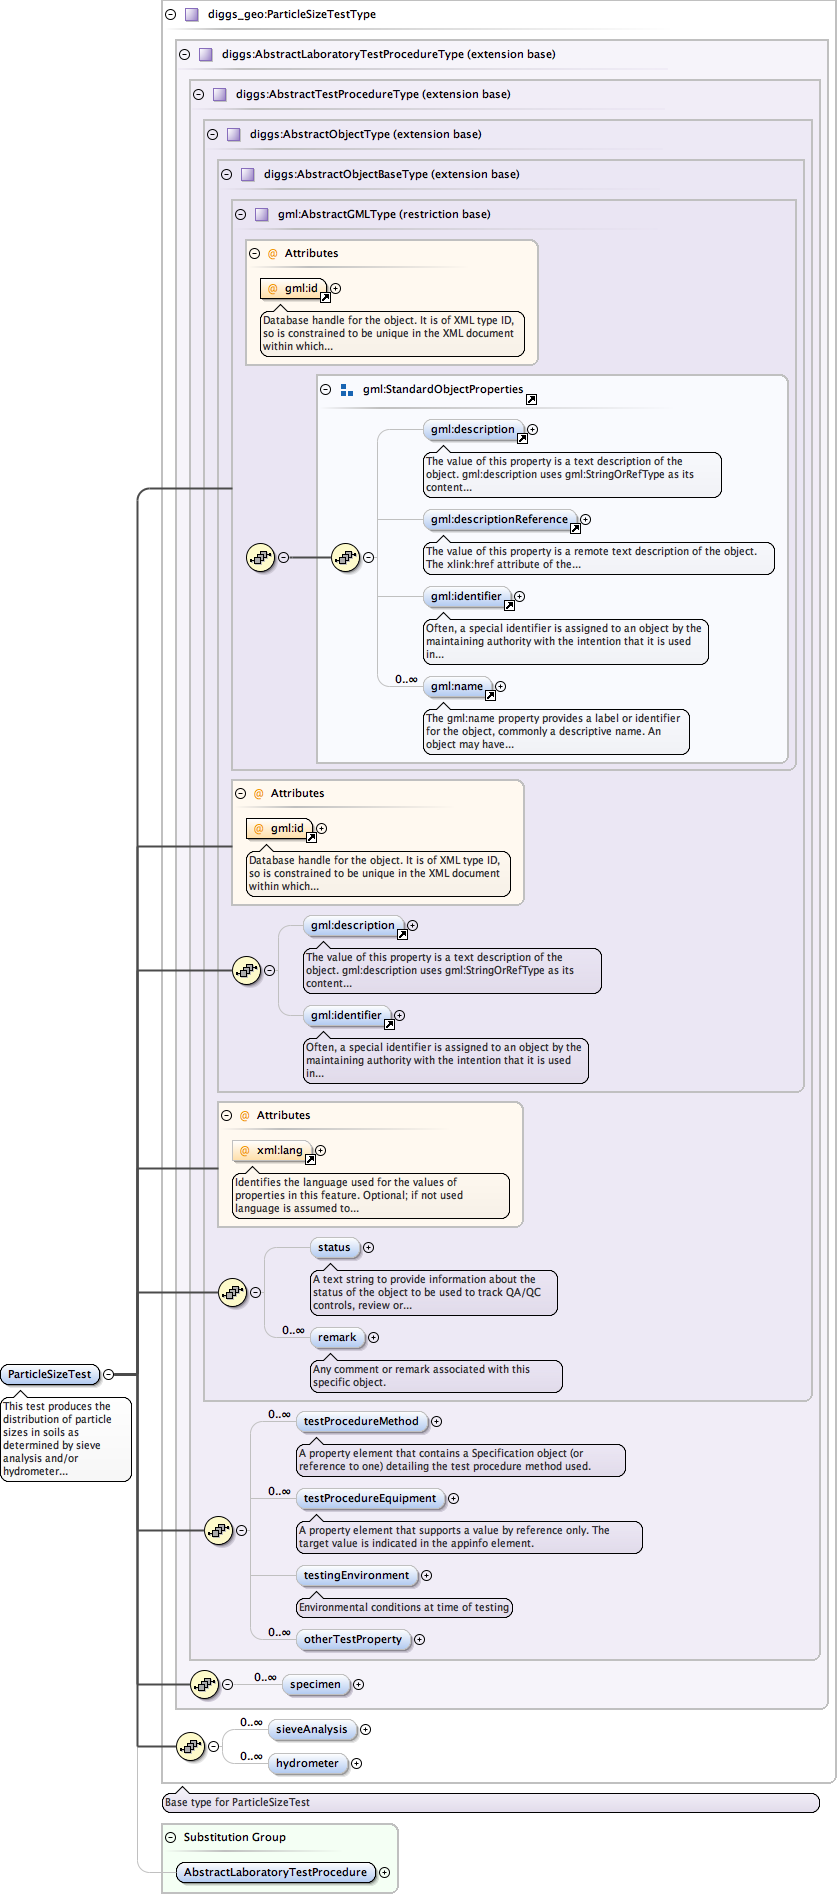 diggs_geo:ParticleSizeTestType
diggs:AbstractLaboratoryTestProcedureType (extension base)
diggs:AbstractTestProcedureType (extension base)
diggs:AbstractObjectType (extension base)
diggs:AbstractObjectBaseType (extension base)
gml:AbstractGMLType (restriction base)
@ Attributes
@ gml:id
Database handle for the object. It is of XML type ID,
so is constrained to be unique in the XML document
within which...
gml:StandardObjectProperties
gml:description
The value of this property is a text description of the
object. gml:description uses gml:StringOrRefType as its
content...
gml:descriptionReference
The value of this property is a remote text description of the object.
The xlink:href attribute of the...
gml:identifier
Often, a special identifier is assigned to an object by the
maintaining authority with the intention that it is used
in...
0..∞ gml:name
The gml:name property provides a label or identifier
for the object, commonly a descriptive name. An
object may have...
@ Attributes
@ gml:id
Database handle for the object. It is of XML type ID,
so is constrained to be unique in the XML document
within which...
gml:description
The value of this property is a text description of the
object. gml:description uses gml:StringOrRefType as its
content...
gml:identifier
Often, a special identifier is assigned to an object by the
maintaining authority with the intention that it is used
in...
@ Attributes
@ xml:lang
Identifies the language used for the values of
properties in this feature. Optional; if not used
language is assumed to...
status
A text string to provide information about the
status of the object to be used to track QA/QC
controls, review or...
0..∞ remark
Any comment or remark associated with this
specific object.
ParticleSizeTest
This test produces the
distribution of particle
sizes in soils as
determined by sieve
analysis and/or
hydrometer...
0..∞ testProcedureMethod
A property element that contains a Specification object (or
reference to one) detailing the test procedure method used.
0..∞ testProcedureEquipment
A property element that supports a value by reference only. The
target value is indicated in the appinfo element.
testingEnvironment
Environmental conditions at time of testing
0..∞ otherTestProperty
0..∞ specimen
0..∞ sieveAnalysis
0..∞ hydrometer
Base type for ParticleSizeTest
Substitution Group
AbstractLaboratoryTestProcedure